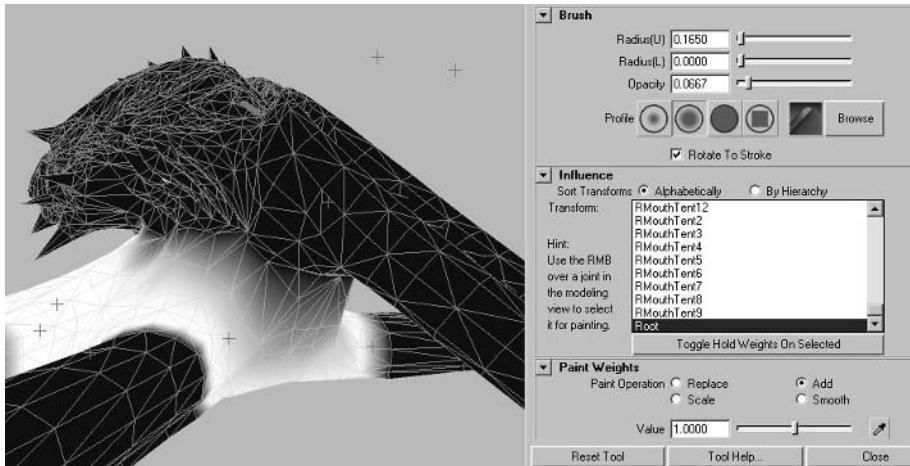 Brush
Radius(U) 0.1650
Radius(L) 0.0000
Opacity 0.0667
Profile Browse
Rotate To Stroke
Influence
Sort Transforms Alphabetically By Hierarchy
Transform:
RMouthTent12
RMouthTent2
RMouthTent3
Hint: RMouthTent4
Use the RMB RMouthTent5
over a joint in RMouthTent6
the modeling RMouthTent7
view to select RMouthTent8
it for painting. RMouthTent9
Root
Toggle Hold Weights On Selected
Paint Weights
Paint Operation Replace Add
Scale Smooth
Value 1.0000
Reset Tool Tool Help... Close